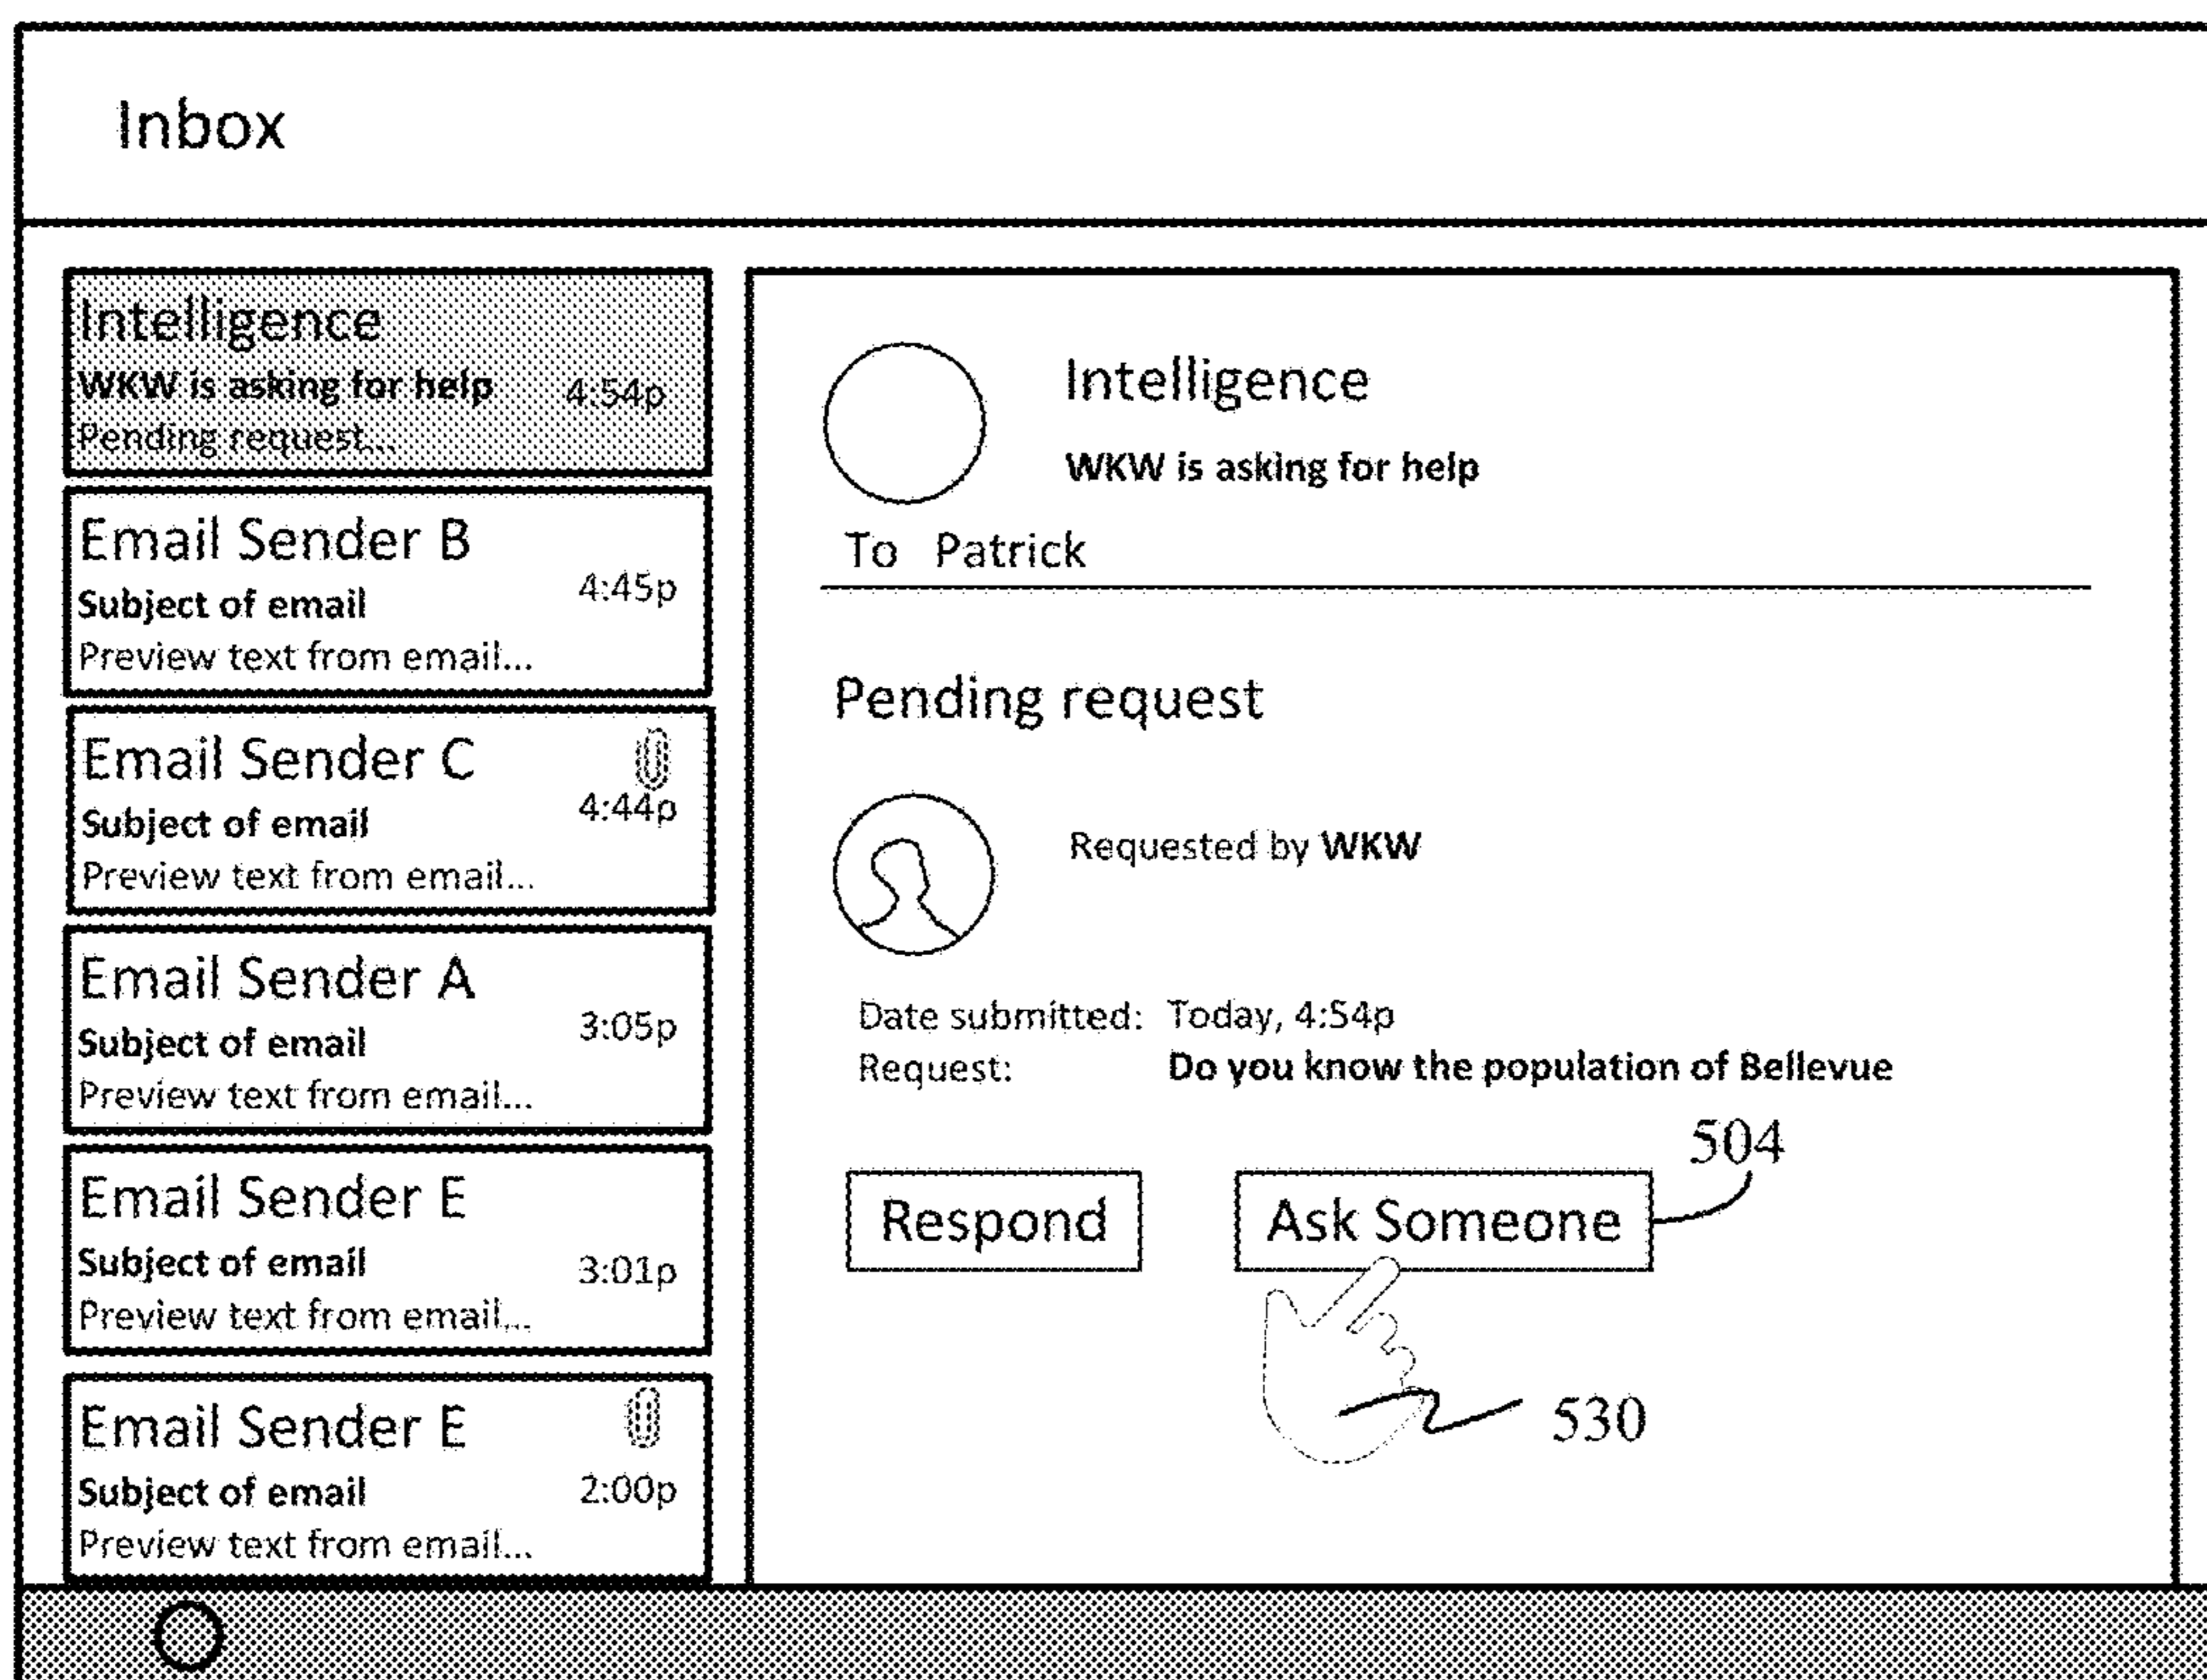 Inbox
Intelligence
WKW is asking for help 4:54p
Pending request...
Email Sender B
4:45p
Subject of email
Preview text from email...
Email Sender C
4:44p
Subject of email
Preview text from email...
Email Sender A
3:05p
Subject of email
Preview text from email...
Email Sender E
Subject of email
3:01p
Preview text from email...
Email Sender E
Subject of email 2:00p
Preview text from email...
Intelligence
WKW is asking for help
To Patrick
Pending request
Requested by WKW
Date submitted: Today, 4:54p
Request: Do you know the population of Bellevue
504
Respond Ask Someone
530